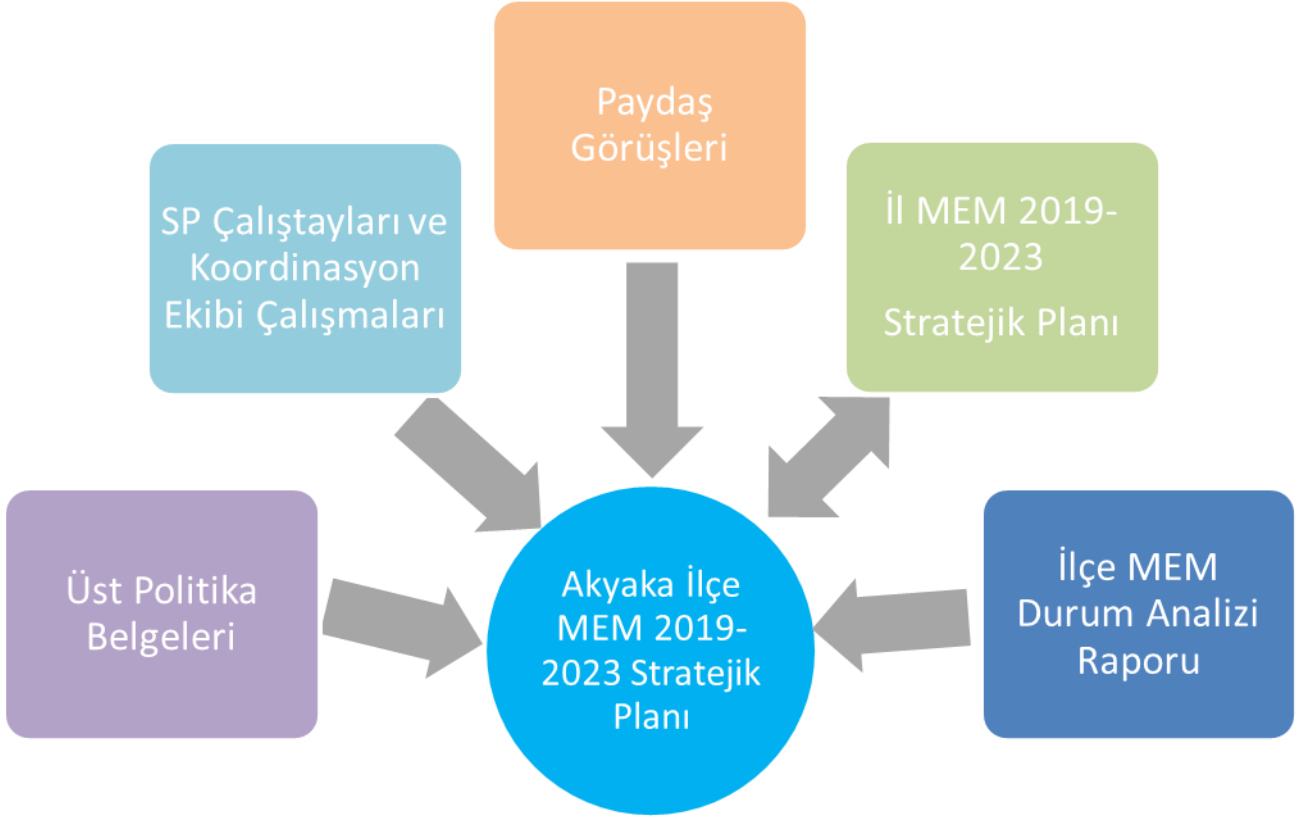 Paydaş
Görüşleri
SP Çalıştayları ve
Koordinasyon
Ekibi Çalışmaları
İl MEM 2019-
2023
Stratejik Planı
Üst Politika
Belgeleri
Akyaka İlçe
MEM 2019-
2023 Stratejik
Planı
İlçe MEM
Durum Analizi
Raporu